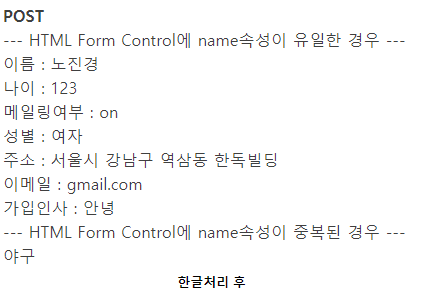 POST
--- HTML Form Control에 name속성이 유일한 경우 ---
이름 : 노진경
나이 : 123
메일링여부 : on
성별 : 여자
주소 : 서울시 강남구 역삼동 한독빌딩
이메일 : gmail.com
가입인사 : 안녕
--- HTML Form Control에 name속성이 중복된 경우 ---
야구
한글처리 후